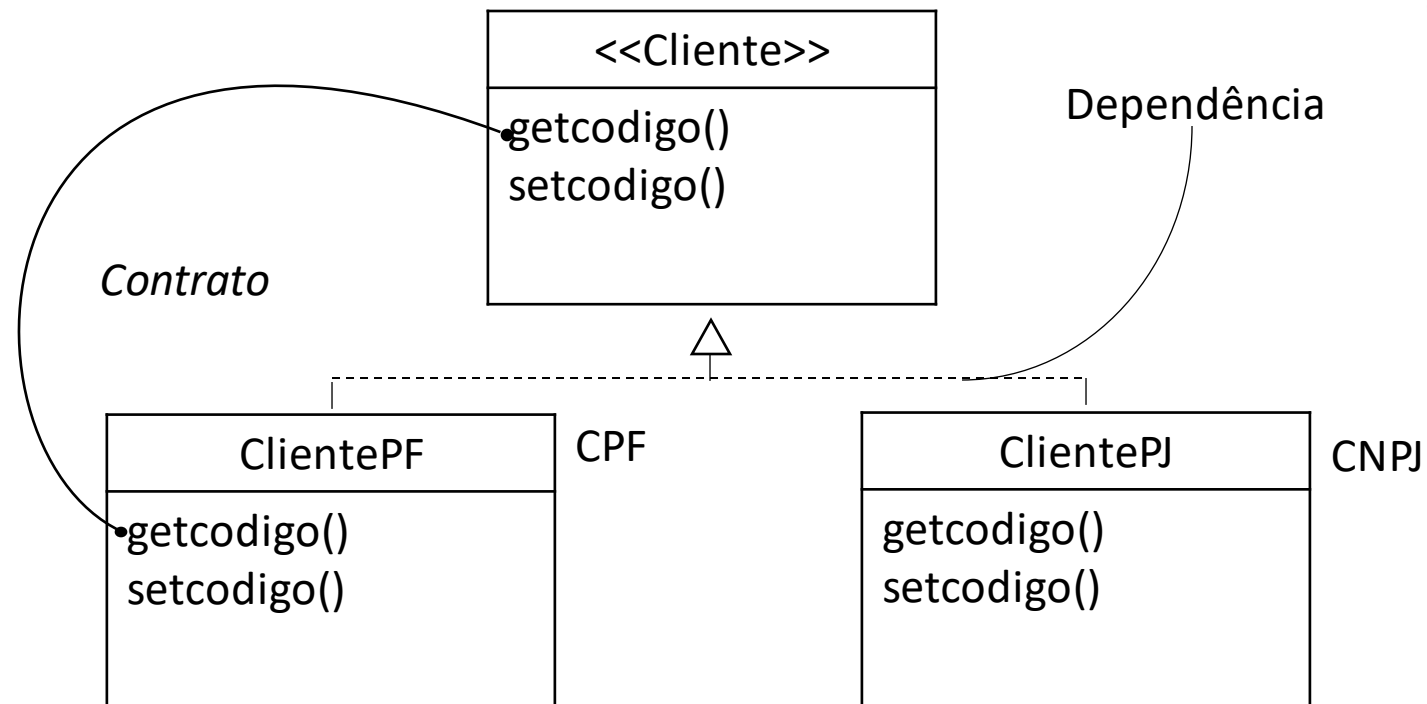 <<Cliente>>
getcodigo()
setcodigo()
Dependência
Contrato
ClientePF
CPF
getcodigo()
setcodigo()
ClientePJ
CNPJ
getcodigo()
setcodigo()